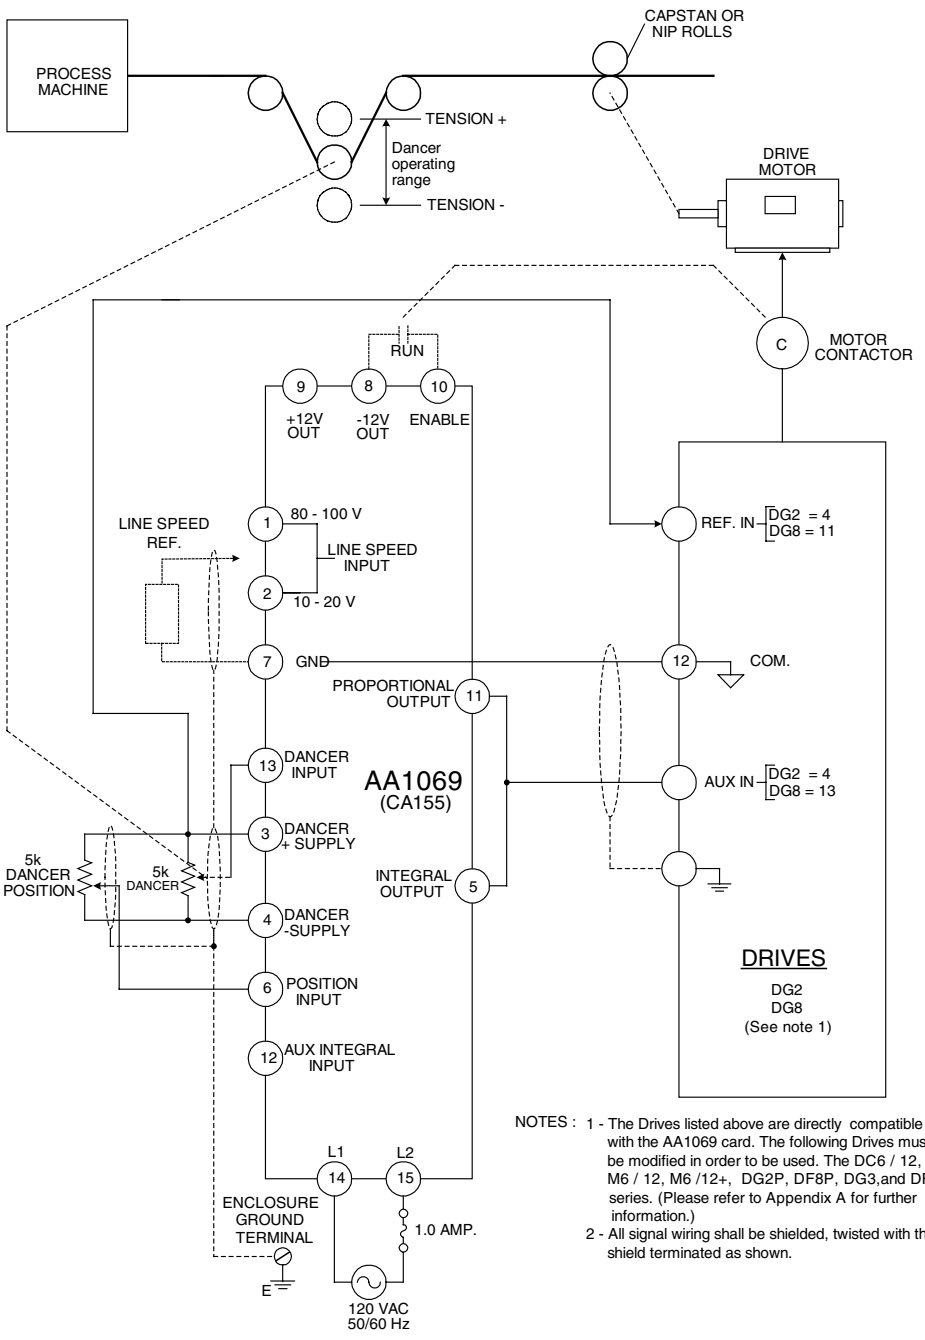 CAPSTAN OR
NIP ROLLS
PROCESS
MACHINE
TENSION +
Dancer
operating
range
TENSION -
DRIVE
MOTOR
C
MOTOR
CONTACTOR
RUN
9
8
10
+12V
OUT
-12V
OUT
ENABLE
LINE SPEED
REF.
1
80 - 100 V
LINE SPEED
INPUT
2
10 - 20 V
7
GND
REF. IN
DG2 = 4
DG8 = 11
12
COM.
PROPORTIONAL
OUTPUT
11
13
DANCER
INPUT
AA1069
(CA155)
AUX IN
DG2 = 4
DG8 = 13
3
DANCER
+ SUPPLY
5k
DANCER
POSITION
5k
DANCER
INTEGRAL
OUTPUT
5
4
DANCER
-SUPPLY
6
POSITION
INPUT
12
AUX INTEGRAL
INPUT
DRIVES
DG2
DG8
(See note 1)
L1
L2
14
15
ENCLOSURE
GROUND
TERMINAL
1.0 AMP.
E
120 VAC
50/60 Hz
NOTES : 1 - The Drives listed above are directly compatible
with the AA1069 card. The following Drives
be modified in order to be used. The DC6 / 12,
M6 / 12, M6 /12+, DG2P, DF8P, DG3,and
series. (Please refer to Appendix A for further
information.)
2 - All signal wiring shall be shielded, twisted with
shield terminated as shown.